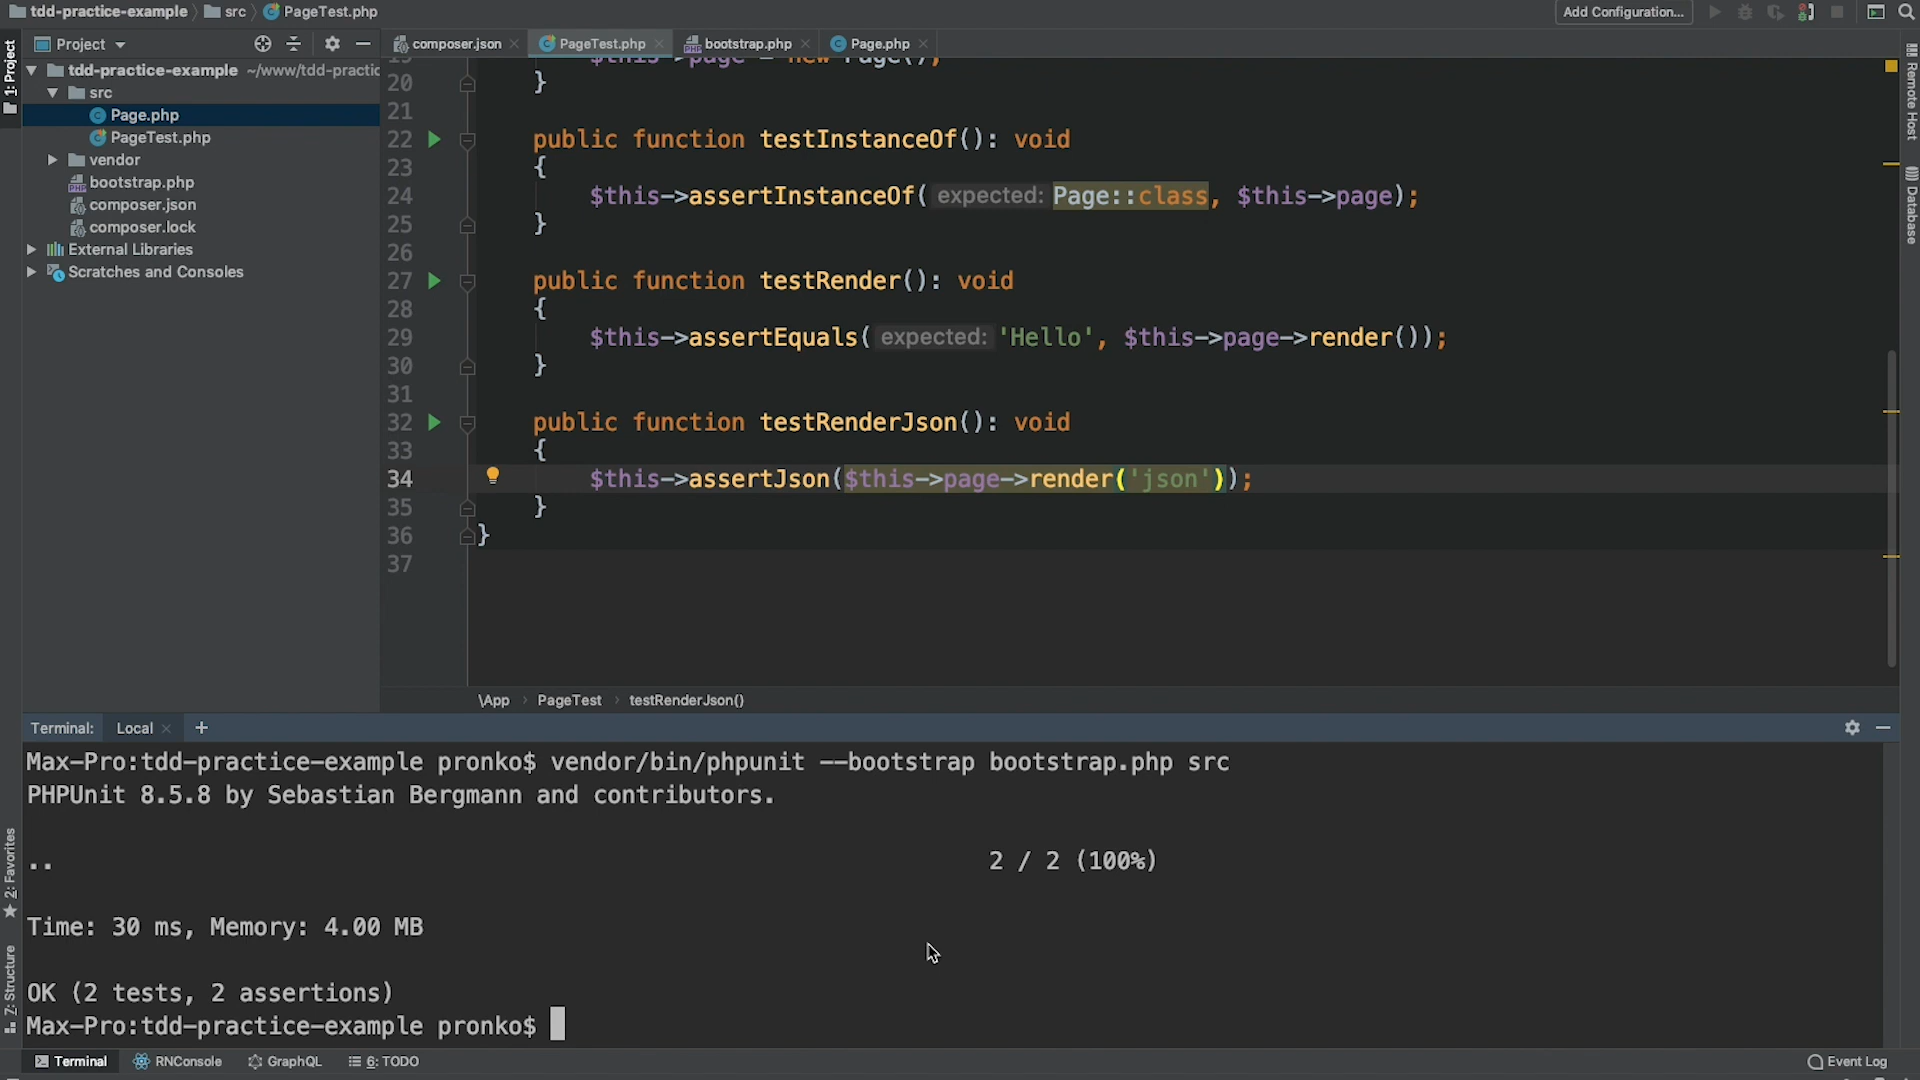 tdd-practice-example src PageTest.php Add Configuration...
1: Project
Project
composer.json PageTest.php bootstrap.php Page.php
tdd-practice-example ~/www/tdd-practic
src
Page.php
PageTest.php
vendor
bootstrap.php
composer.json
composer.lock
External Libraries
Scratches and Consoles
19 $this->page = new Page();
20 }
21
22 public function testInstanceOf(): void
23 {
24 $this->assertInstanceOf( expected: Page::class, $this->page);
25 }
26
27 public function testRender(): void
28 {
29 $this->assertEquals( expected: 'Hello', $this->page->render());
30 }
31
32 public function testRenderJson(): void
33 {
34 $this->assertJson($this->page->render('json'));
35 }
36 }
37
\App PageTest testRenderJson()
Remote Host
Database
Terminal: Local +
Max-Pro:tdd-practice-example pronko$ vendor/bin/phpunit --bootstrap bootstrap.php src
PHPUnit 8.5.8 by Sebastian Bergmann and contributors.
.. 2 / 2 (100%)
Time: 30 ms, Memory: 4.00 MB
OK (2 tests, 2 assertions)
Max-Pro:tdd-practice-example pronko$
2: Favorites
Z: Structure
Terminal RNConsole GraphQL 6: TODO Event Log